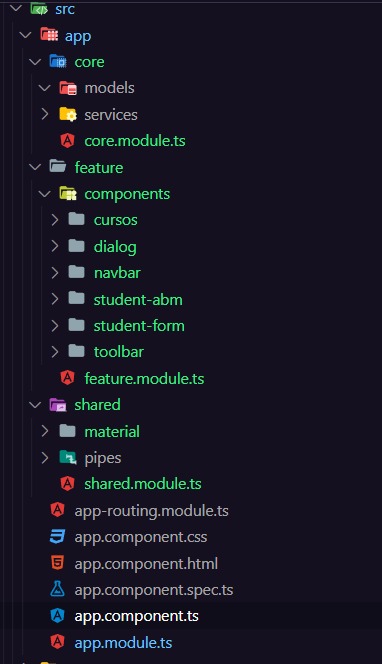 src
app
core
models
services
core.module.ts
feature
components
cursos
dialog
navbar
student-abm
student-form
toolbar
feature.module.ts
shared
material
pipes
shared.module.ts
app-routing.module.ts
app.component.css
app.component.html
app.component.spec.ts
app.component.ts
app.module.ts